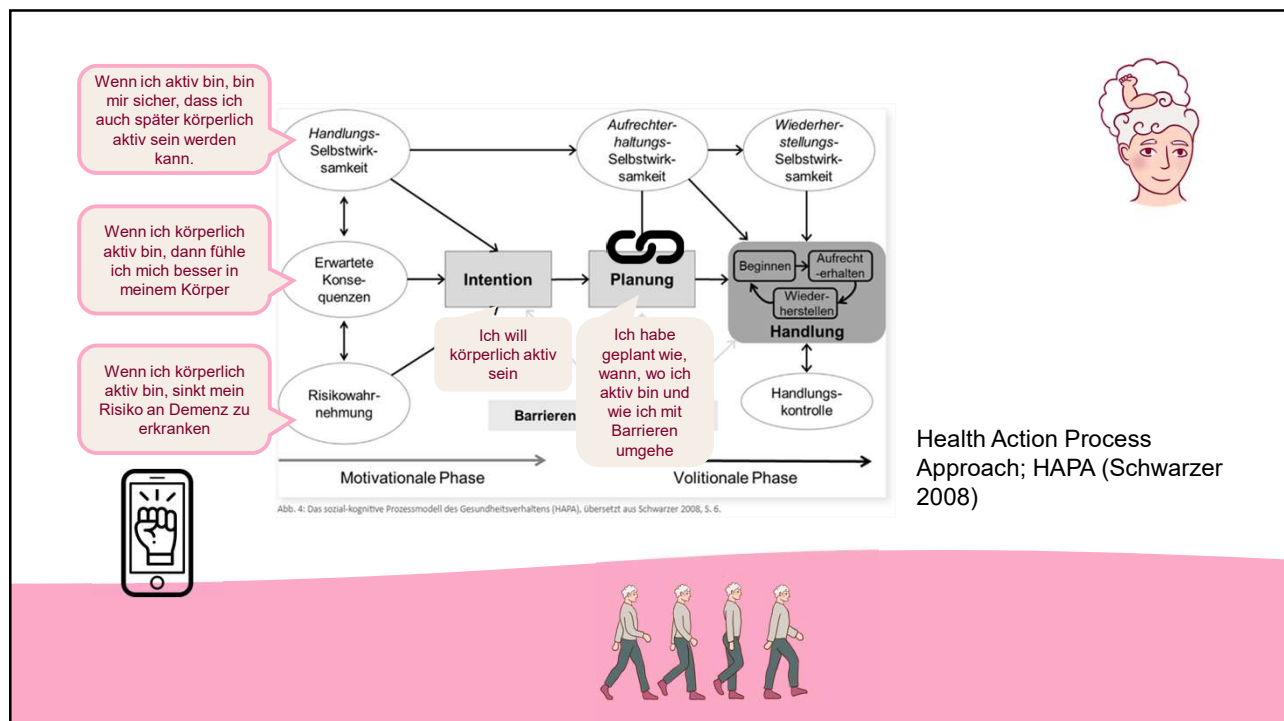 Wenn ich aktiv bin, bin
mir sicher, dass ich
auch später körperlich
aktiv sein werden
kann.
Handlungs-
Selbstwirk-
samkeit
Aufrechter-
haltungs-
Selbstwirk-
samkeit
Wiederher-
stellungs-
Selbstwirk-
samkeit
Wenn ich körperlich
aktiv bin, dann fühle
ich mich besser in
meinem Körper
Erwartete
Konse-
quenzen
Intention
Planung
Beginnen
Aufrecht
-erhalten
Wieder-
herstellen
Handlung
Ich will
körperlich aktiv
sein
Ich habe
geplant wie,
wann, wo ich
aktiv bin und
wie ich mit
Barrieren
umgehe
Wenn ich körperlich
aktiv bin, sinkt mein
Risiko an Demenz zu
erkranken
Risikowahr-
nehmung
Barrieren
Handlungs-
kontrolle
Motivationale Phase
Volitionale Phase
Abb. 4: Das sozial-kognitive Prozessmodell des Gesundheitsverhaltens (HAPA), übersetzt aus Schwarzer 2008, S. 6.
Health Action Process
Approach; HAPA (Schwarzer
2008)